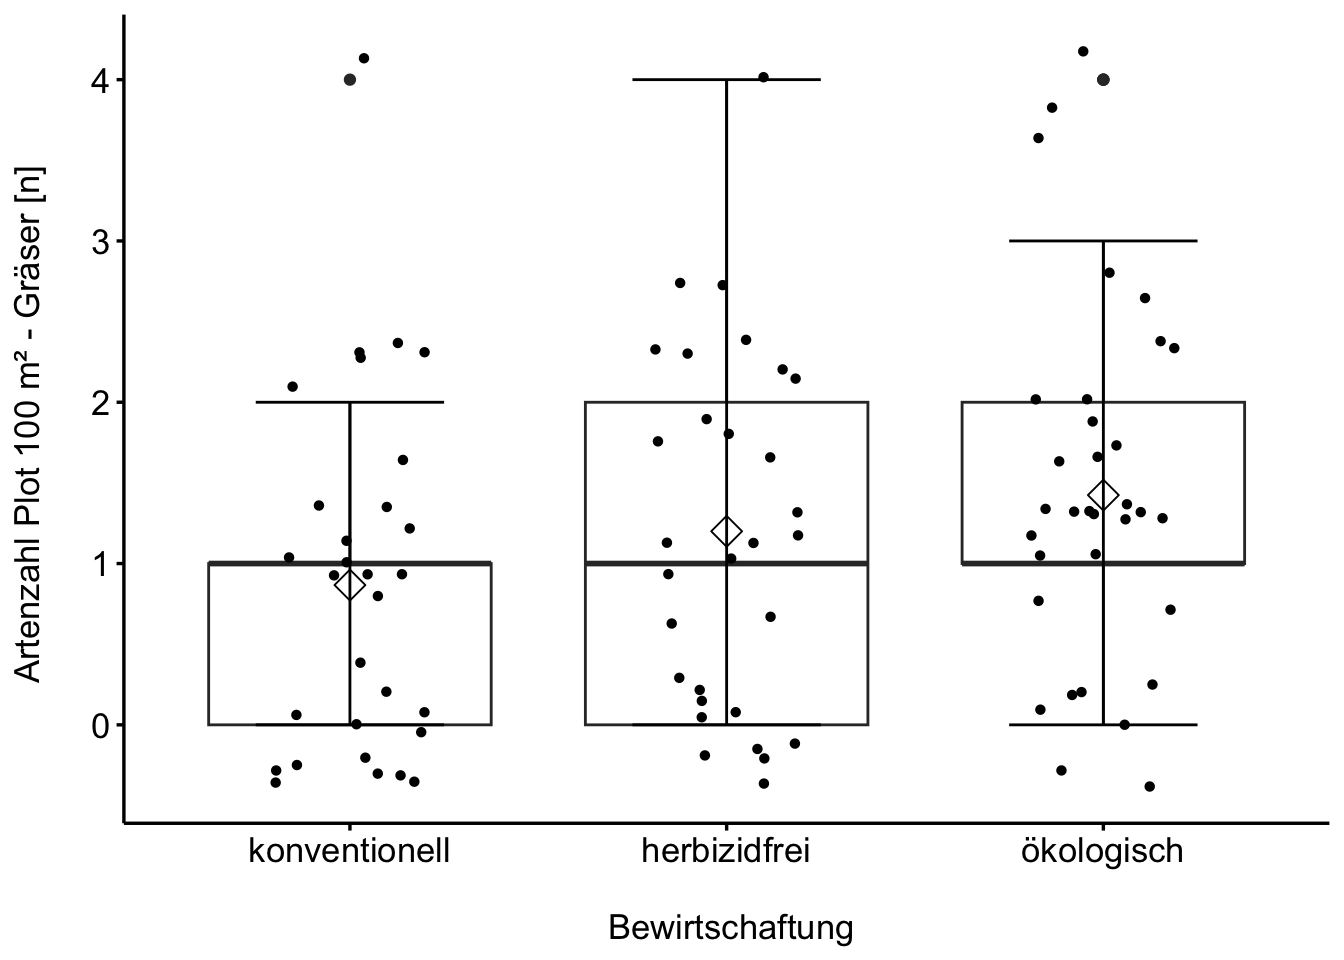 Artenzahl Plot 100 m² - Gräser [n]
4
3
2
1
0
konventionell herbizidfrei ökologisch
Bewirtschaftung